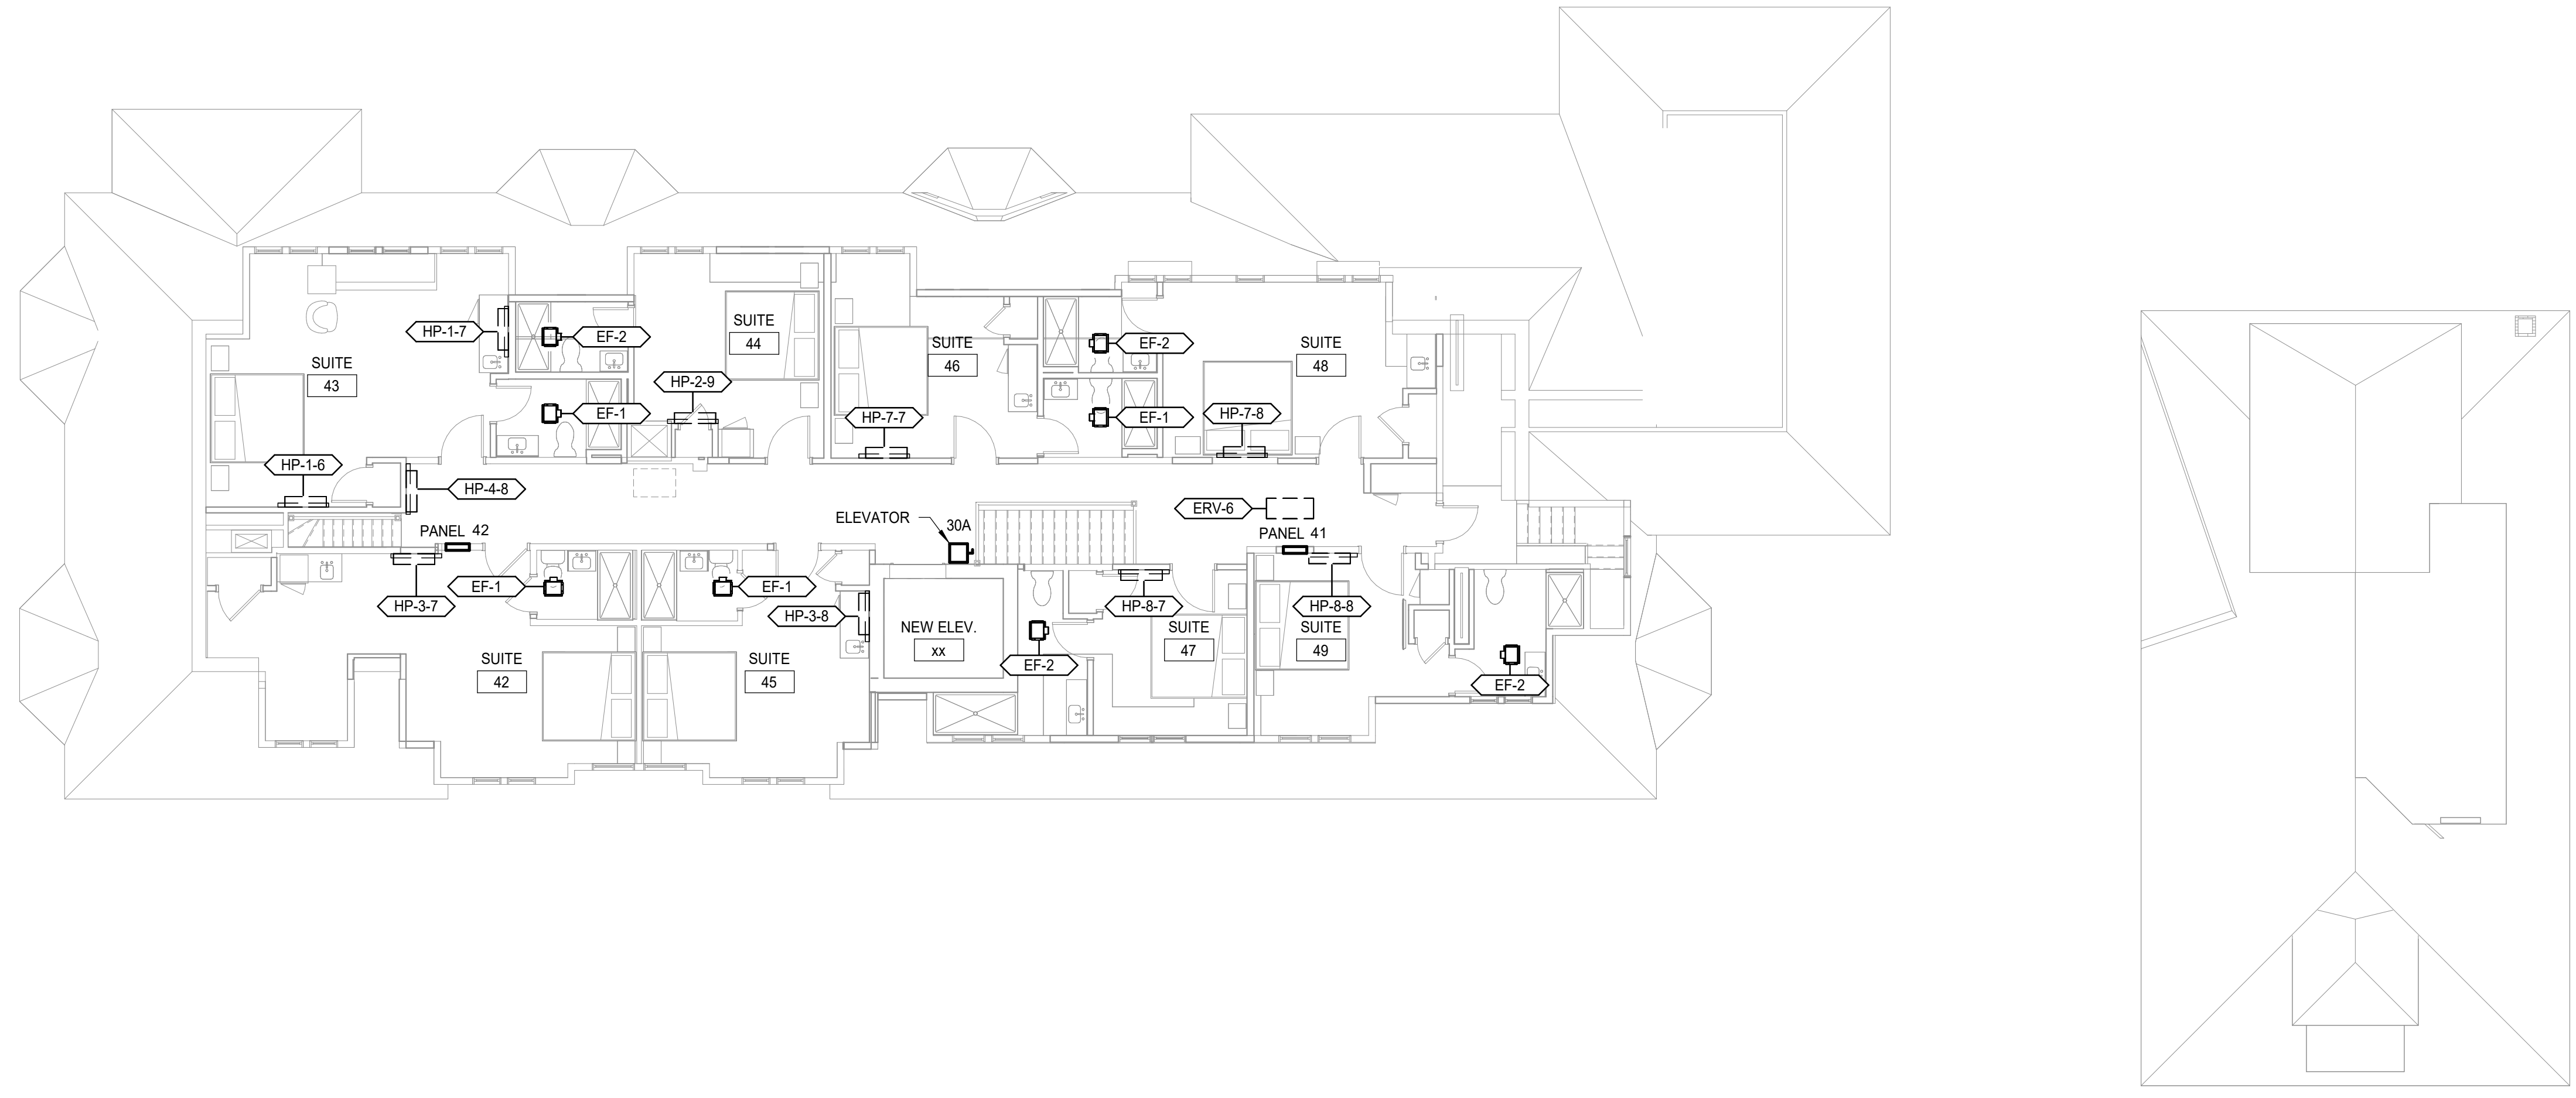 HP-1-7
EF-2
SUITE
44
SUITE
46
EF-2
SUITE
48
SUITE
43
HP-2-9
EF-1
HP-7-7
EF-1
HP-7-8
HP-1-6
HP-4-8
ERV-6
PANEL 42
ELEVATOR
30A
PANEL 41
EF-1
EF-1
HP-3-7
HP-3-8
HP-8-7
HP-8-8
NEW ELEV.
xx
SUITE
47
SUITE
49
SUITE
42
SUITE
45
EF-2
EF-2